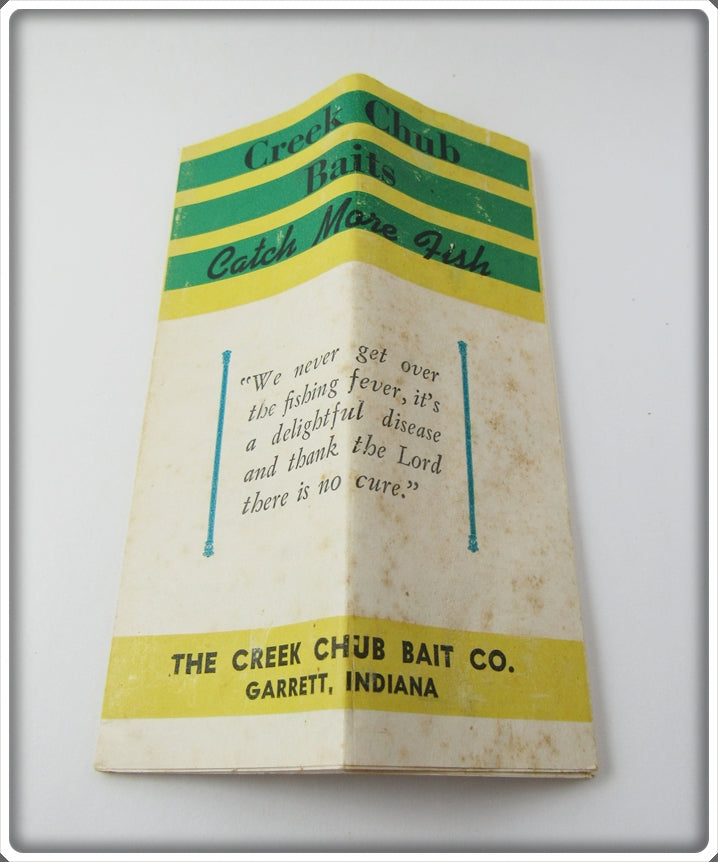 Creek Chub
Baits
Catch More Fish
"We never get over
the fishing fever, it's
a delightful disease
and thank the Lord
there is no cure."
THE CREEK CHUB BAIT CO.
GARRETT, INDIANA